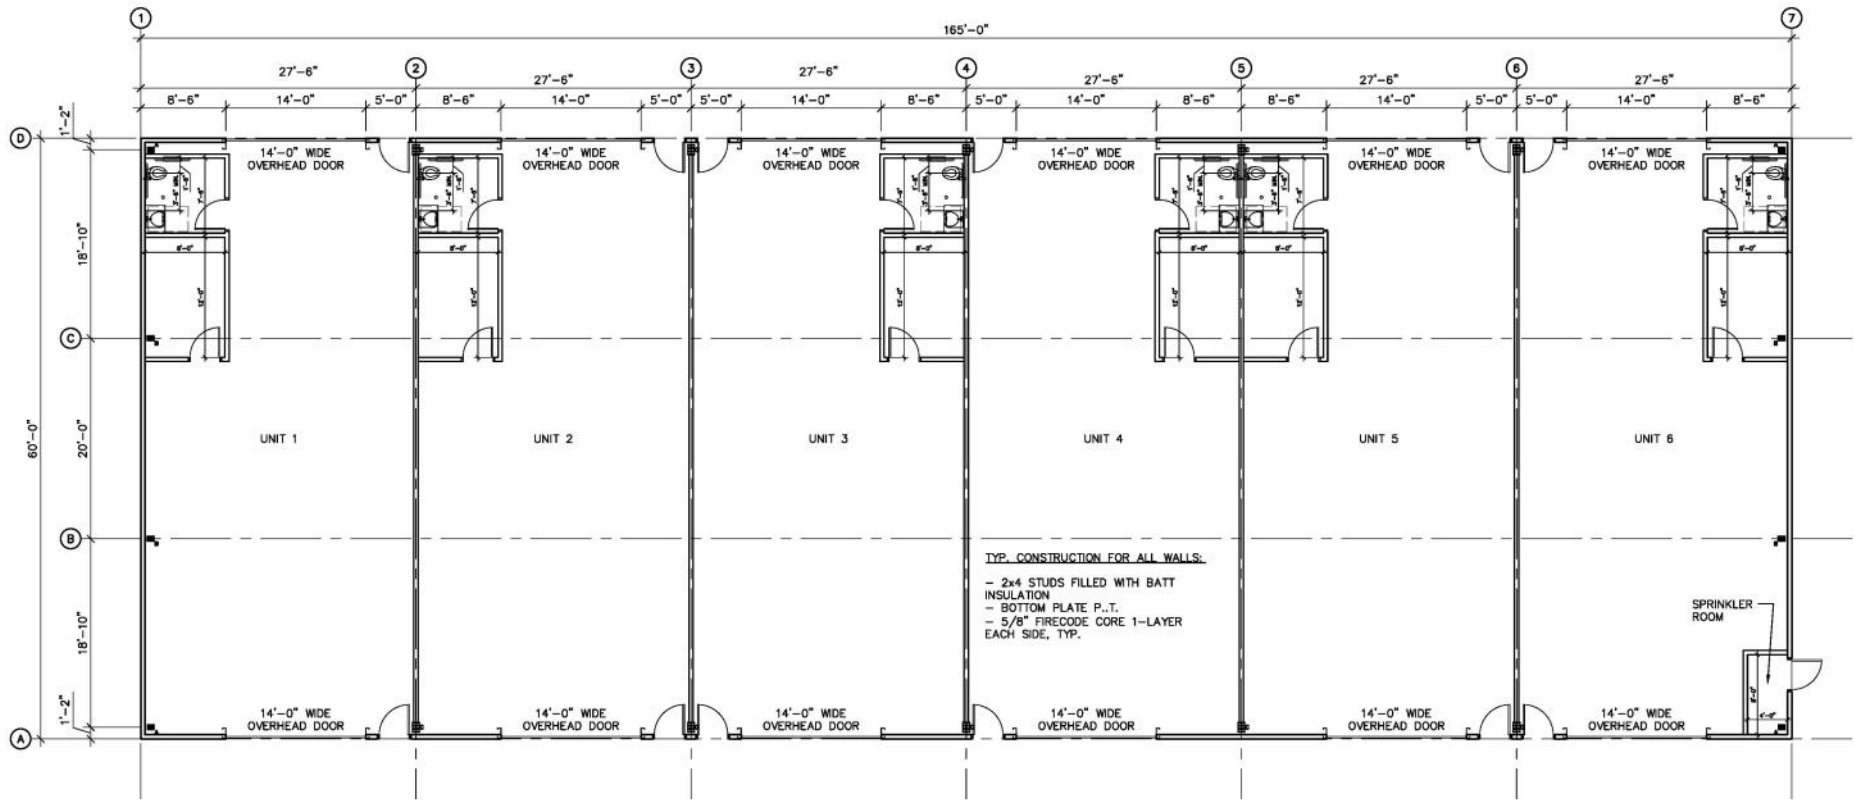 1
7
165'-0"
27'-6"
2
27'-6"
3
27'-6"
4
27'-6"
5
27'-6"
6
27'-6"
8'-6"
14'-0"
5'-0"
8'-6"
14'-0"
5'-0"
5'-0"
14'-0"
8'-6"
5'-0"
14'-0"
8'-6"
8'-6"
14'-0"
5'-0"
5'-0"
14'-0"
8'-6"
1'-2"
D
14'-0" WIDE
OVERHEAD DOOR
14'-0" WIDE
OVERHEAD DOOR
14'-0" WIDE
OVERHEAD DOOR
14'-0" WIDE
OVERHEAD DOOR
14'-0" WIDE
OVERHEAD DOOR
14'-0" WIDE
OVERHEAD DOOR
18'-10"
C
60'-0"
20'-0"
UNIT 1
UNIT 2
UNIT 3
UNIT 4
UNIT 5
UNIT 6
B
TYP. CONSTRUCTION FOR ALL WALLS:
- 2x4 STUDS FILLED WITH BATT
INSULATION
- BOTTOM PLATE P..T.
- 5/8" FIRECODE CORE 1-LAYER
EACH SIDE, TYP.
SPRINKLER
ROOM
18'-10"
1'-2"
A
14'-0" WIDE
OVERHEAD DOOR
14'-0" WIDE
OVERHEAD DOOR
14'-0" WIDE
OVERHEAD DOOR
14'-0" WIDE
OVERHEAD DOOR
14'-0" WIDE
OVERHEAD DOOR
14'-0" WIDE
OVERHEAD DOOR